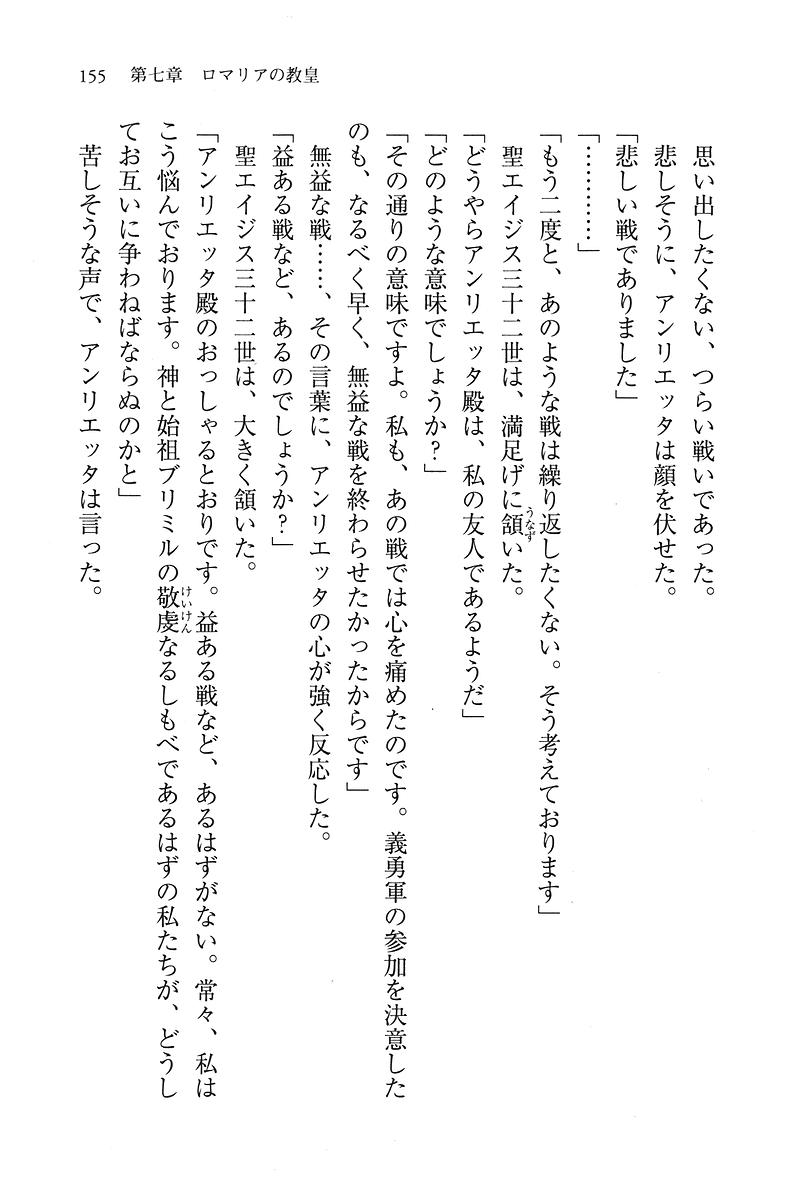 155　第七章　ロマリアの教皇
思い出したくない、つらい戦いであった。
悲しそうに、アンリエッタは顔を伏せた。
「悲しい戦でありました」
「…………」
「もう二度と、あのような戦は繰り返したくない。そう考えております」
聖エイジス三十二世は、満足げに頷いた。
うなず
「どうやらアンリエッタ殿は、私の友人であるようだ」
「どのような意味でしょうか？」
「その通りの意味ですよ。私も、あの戦では心を痛めたのです。義勇軍の参加を決意した
のも、なるべく早く、無益な戦を終わらせたかったからです」
無益な戦……、その言葉に、アンリエッタの心が強く反応した。
「益ある戦など、あるのでしょうか？」
聖エイジス三十二世は、大きく頷いた。
「アンリエッタ殿のおっしゃるとおりです。益ある戦など、あるはずがない。常々、私は
こう悩んでおります。神と始祖ブリミルの敬虔なるしもべであるはずの私たちが、どうし
けいけん
てお互いに争わねばならぬのかと」
苦しそうな声で、アンリエッタは言った。